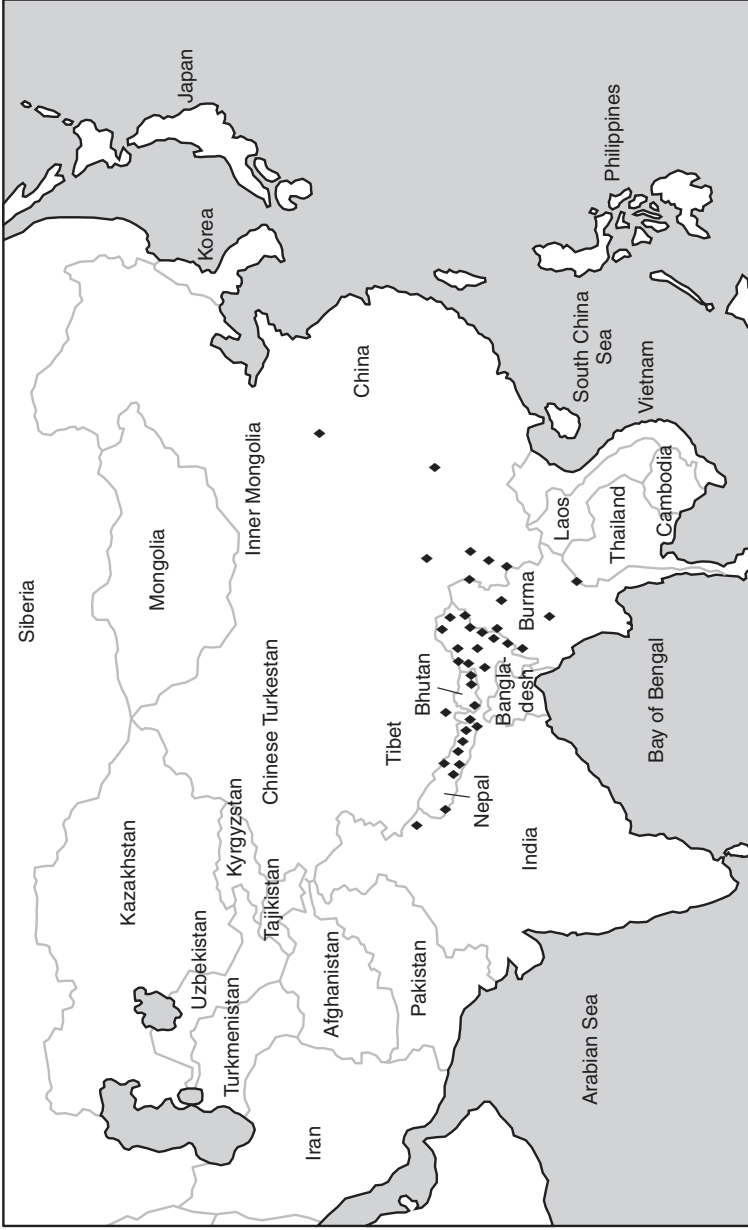 Siberia
Japan
Mongolia
Korea
Kazakhstan
Inner Mongolia
Uzbekistan
Kyrgyzstan
Chinese Turkestan
Turkmenistan
Tajikistan
China
Iran
Afghanistan
Tibet
Pakistan
Bhutan
Nepal
Bangla-
desh
India
Burma
Laos
Thailand
Cambodia
Vietnam
South China
Sea
Philippines
Arabian Sea
Bay of Bengal